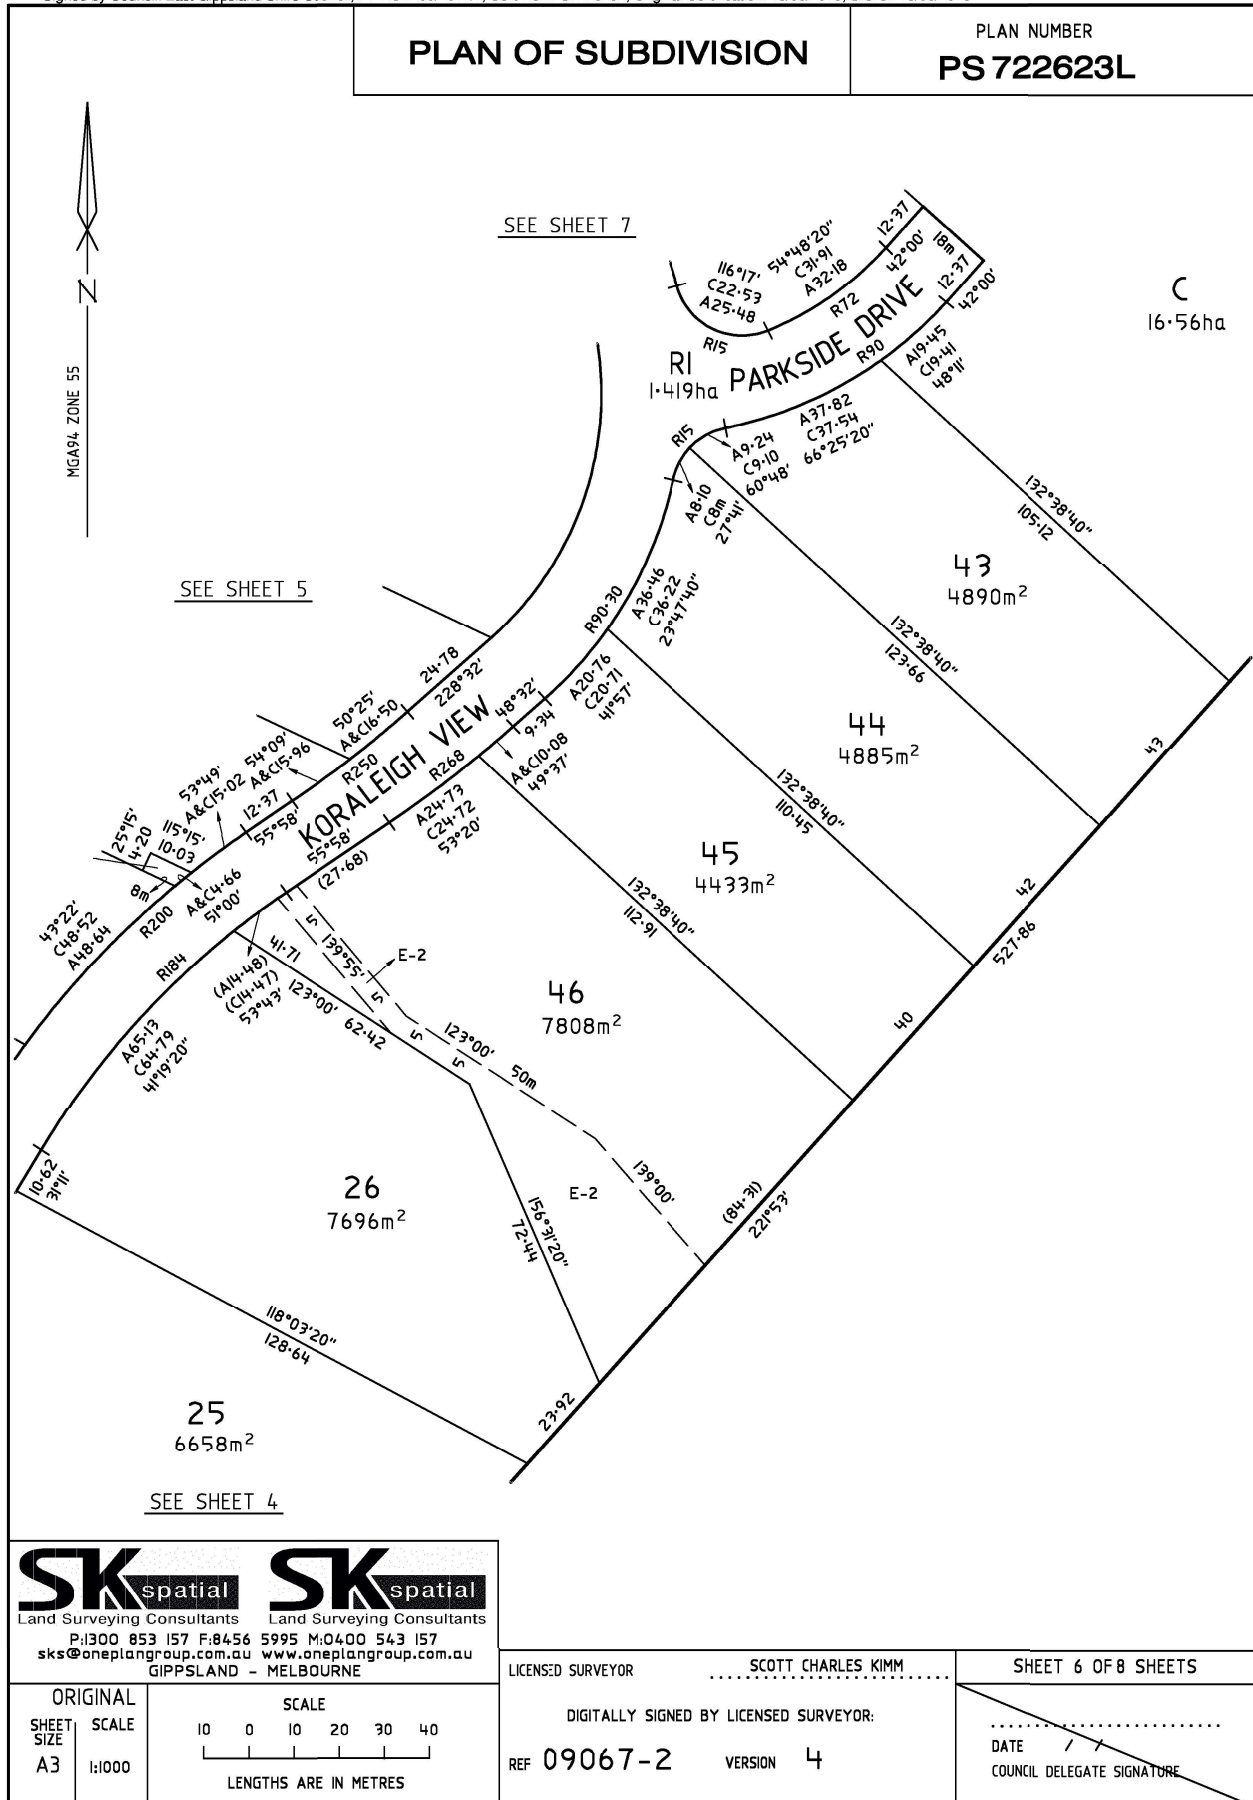 PLAN OF SUBDIVISION
PLAN NUMBER
PS 722623L
N
MGA94 ZONE 55
SEE SHEET 7
116°17'
C22·53
A25·48
54°48'20"
C31·91
A32·18
12·37
42°00'
18m
12·37
42°00'
R72
R15
PARKSIDE DRIVE
R90
A19·45
C19·41
48°11'
C
16·56ha
R1
1·419ha
R15
A9·24
C9·10
60°48'
A37·82
C37·54
66°25'20"
A8·10
C8m
27°41'
132°38'40"
105·12
43
4890m²
SEE SHEET 5
R90·30
A36·46
C36·22
23°47'40"
132°38'40"
123·66
24·78
228°32'
48°32'
9·34
A20·76
C20·71
41°57'
44
4885m²
43
50°25'
A&C16·50
54°09'
A&C15·96
53°49'
A&C15·02
12·37
55°58'
R250
KORALEIGH VIEW
R268
A&C10·08
49°37'
132°38'40"
110·45
25°15'
4·20
115°15'
10·03
55°58'
(27·68)
A24·73
C24·72
53°20'
45
4433m²
8m
A&C4·66
51°00'
132°38'40"
112·91
42
527·86
43°22'
C48·52
A48·64
R200
R184
(A14·48)
(C14·47)
53°43'
41·71
123°00'
62·42
5
139°55'
5
E-2
46
7808m²
40
5
5
123°00'
50m
A65·13
C64·79
41°19'20"
10·62
31°11'
26
7696m²
E-2
139°00'
156°31'20"
72·44
(84·31)
221°53'
118°03'20"
128·64
23·92
25
6658m²
SEE SHEET 4
SK spatial
Land Surveying Consultants
SK spatial
Land Surveying Consultants
P:1300 853 157 F:8456 5995 M:0400 543 157
sks@oneplangroup.com.au www.oneplangroup.com.au
GIPPSLAND - MELBOURNE
ORIGINAL
SHEET SIZE
A3
SCALE
1:1000
SCALE
10 0 10 20 30 40
LENGTHS ARE IN METRES
LICENSED SURVEYOR SCOTT CHARLES KIMM
DIGITALLY SIGNED BY LICENSED SURVEYOR:
REF 09067-2 VERSION 4
SHEET 6 OF 8 SHEETS
DATE / /
COUNCIL DELEGATE SIGNATURE